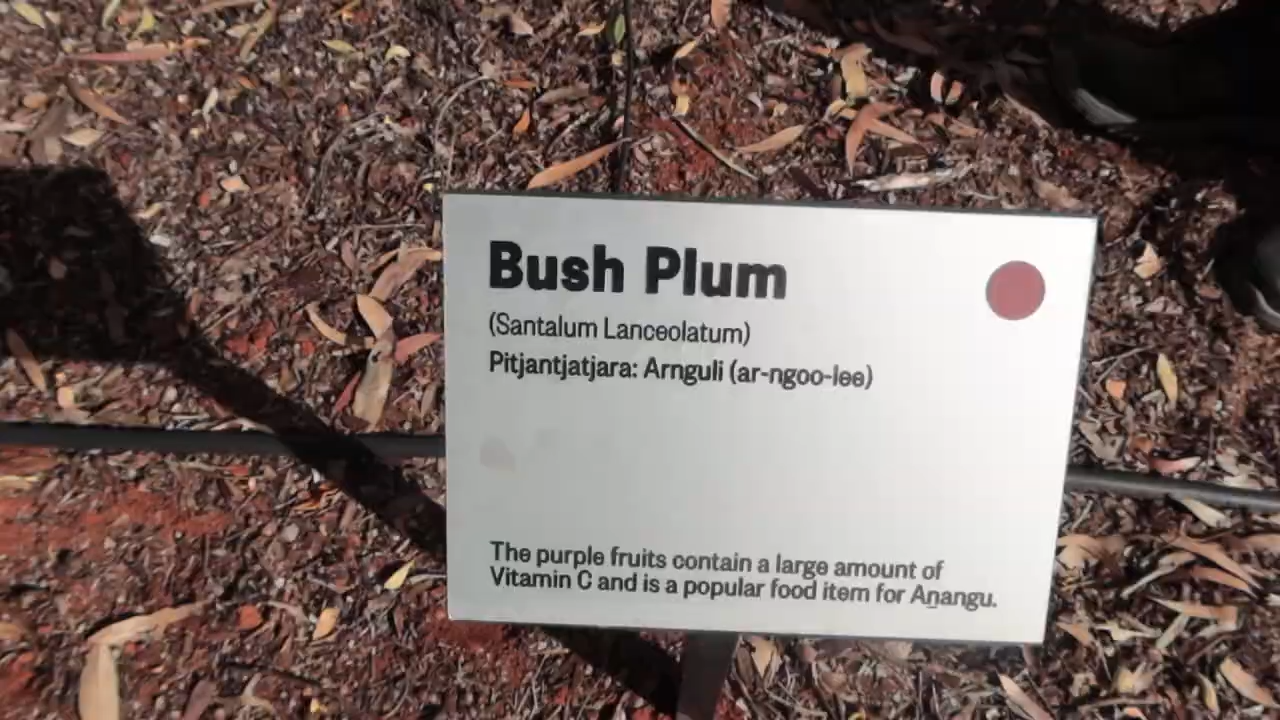 Bush Plum
(Santalum Lanceolatum)
Pitjantjatjara: Arnguli (ar-ngoo-lee)
The purple fruits contain a large amount of
Vitamin C and is a popular food item for Aṉangu.